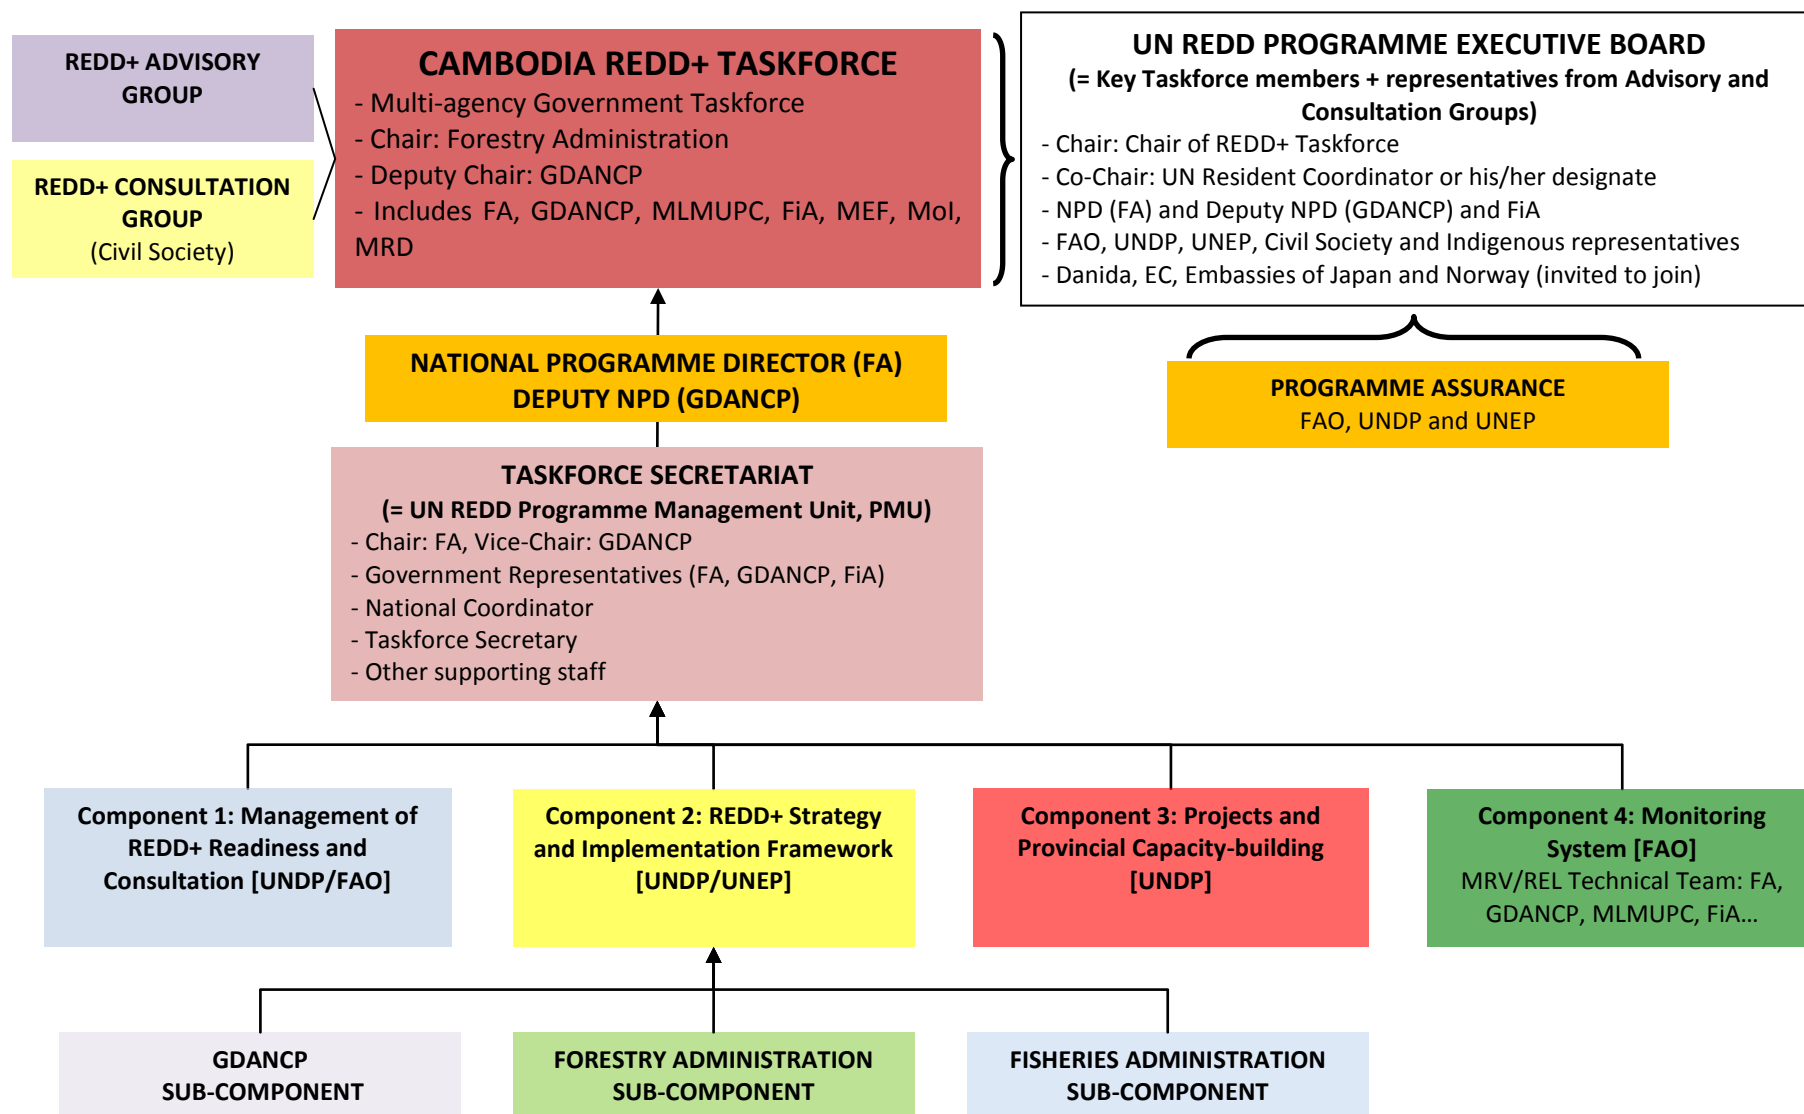 REDD+ ADVISORY
GROUP
REDD+ CONSULTATION
GROUP
(Civil Society)
CAMBODIA REDD+ TASKFORCE
- Multi-agency Government Taskforce
- Chair: Forestry Administration
- Deputy Chair: GDANCP
- Includes FA, GDANCP, MLMUPC, FiA, MEF, MoI,
MRD
UN REDD PROGRAMME EXECUTIVE BOARD
(= Key Taskforce members + representatives from Advisory and
Consultation Groups)
- Chair: Chair of REDD+ Taskforce
- Co-Chair: UN Resident Coordinator or his/her designate
- NPD (FA) and Deputy NPD (GDANCP) and FiA
- FAO, UNDP, UNEP, Civil Society and Indigenous representatives
- Danida, EC, Embassies of Japan and Norway (invited to join)
NATIONAL PROGRAMME DIRECTOR (FA)
DEPUTY NPD (GDANCP)
PROGRAMME ASSURANCE
FAO, UNDP and UNEP
TASKFORCE SECRETARIAT
(= UN REDD Programme Management Unit, PMU)
- Chair: FA, Vice-Chair: GDANCP
- Government Representatives (FA, GDANCP, FiA)
- National Coordinator
- Taskforce Secretary
- Other supporting staff
Component 1: Management of
REDD+ Readiness and
Consultation [UNDP/FAO]
Component 2: REDD+ Strategy
and Implementation Framework
[UNDP/UNEP]
Component 3: Projects and
Provincial Capacity-building
[UNDP]
Component 4: Monitoring
System [FAO]
MRV/REL Technical Team: FA,
GDANCP, MLMUPC, FiA...
GDANCP
SUB-COMPONENT
FORESTRY ADMINISTRATION
SUB-COMPONENT
FISHERIES ADMINISTRATION
SUB-COMPONENT